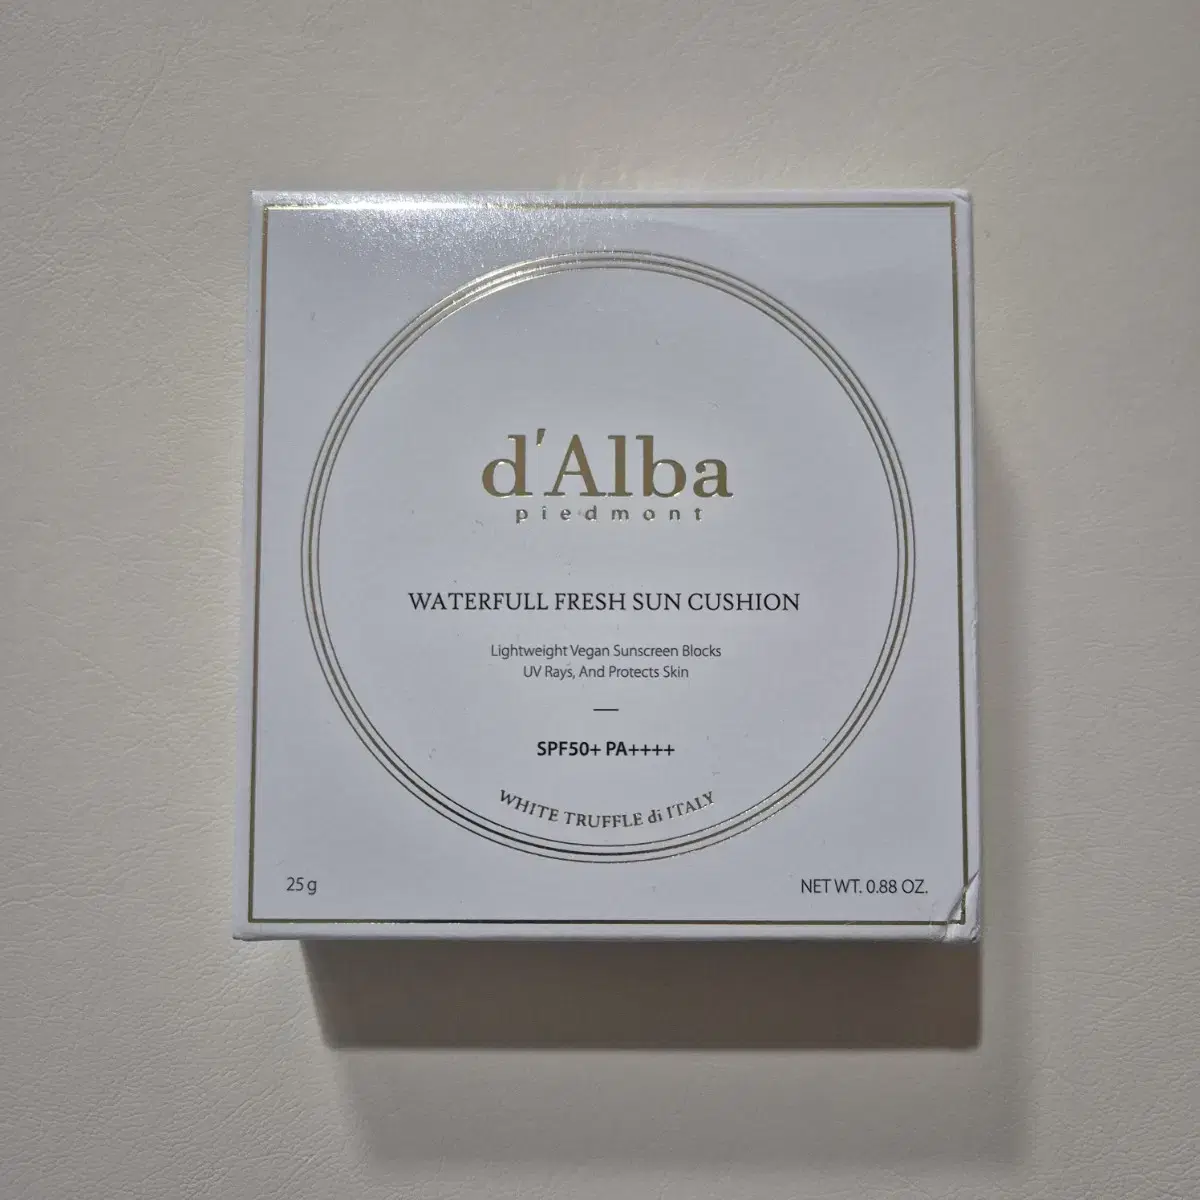 d'Alba
piedmont
WATERFULL FRESH SUN CUSHION
Lightweight Vegan Sunscreen Blocks
UV Rays, And Protects Skin
SPF50+ PA++++
WHITE TRUFFLE di ITALY
25 g
NET WT. 0.88 OZ.